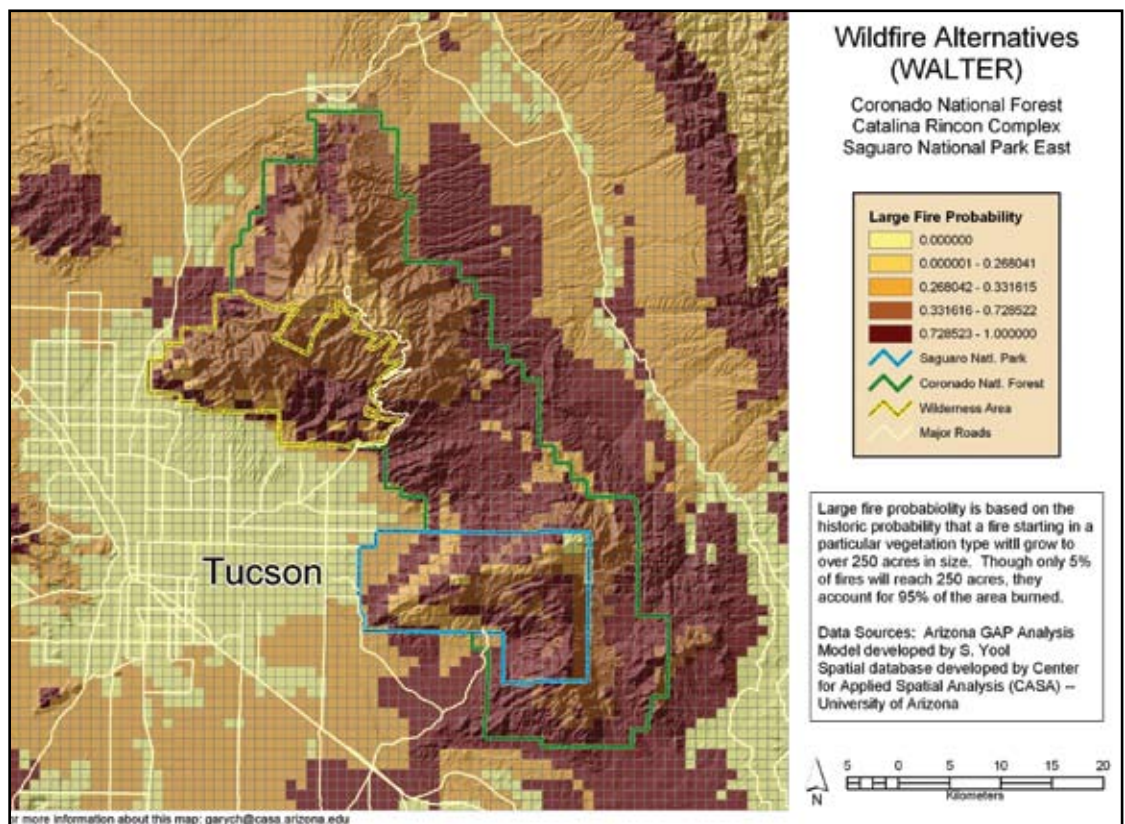 Wildfire Alternatives
(WALTER)
Coronado National Forest
Catalina Rincon Complex
Saguaro National Park East
Large Fire Probability
0.000000
0.000001 - 0.268041
0.268042 - 0.331615
0.331616 - 0.728522
0.728523 - 1.000000
Saguaro Natl. Park
Coronado Natl. Forest
Wilderness Area
Major Roads
Tucson
Large fire probabiolity is based on the
historic probability that a fire starting in a
particular vegetation type witll grow to
over 250 acres in size. Though only 5%
of fires will reach 250 acres, they
account for 95% of the area burned.
Data Sources: Arizona GAP Analysis
Model developed by S. Yool
Spatial database developed by Center
for Applied Spatial Analysis (CASA) --
University of Arizona
N
5 0 5 10 15 20
Kilometers
r more information about this map: garych@casa.arizona.edu